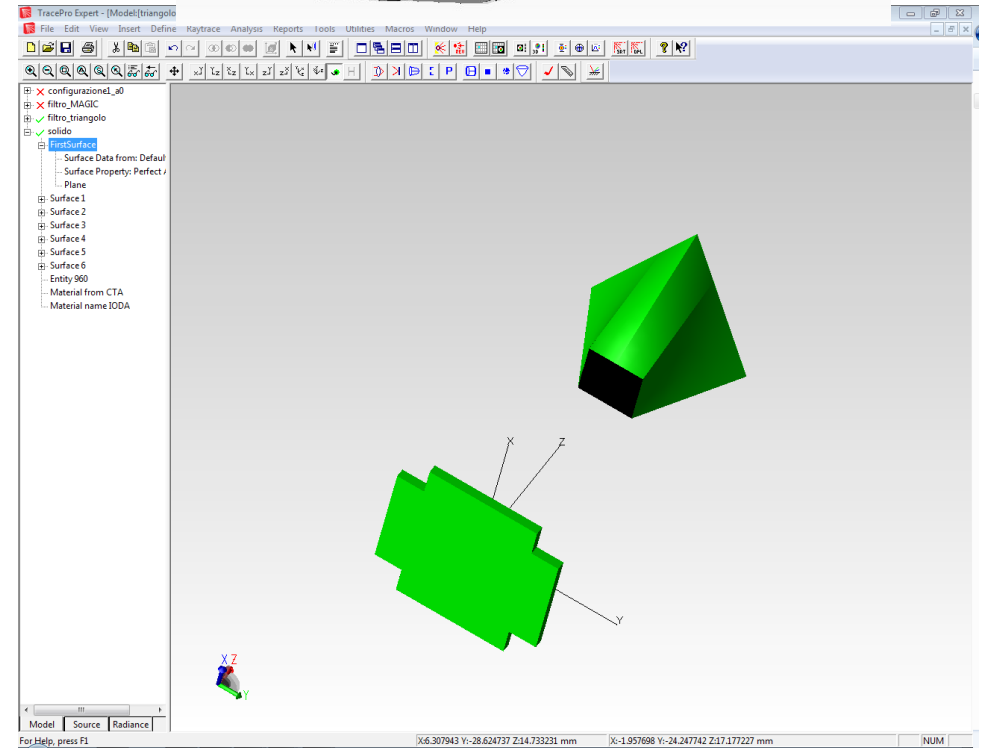 TracePro Expert - [Model:[triangolo
File Edit View Insert Define Raytrace Analysis Reports Tools Utilities Macros Window Help
configurazione1_a0
filtro_MAGIC
filtro_triangolo
solido
FirstSurface
Surface Data from: Defaul
Surface Property: Perfect A
Plane
Surface 1
Surface 2
Surface 3
Surface 4
Surface 5
Surface 6
Entity 960
Material from CTA
Material name IODA
X
Z
Y
X Z
Y
Model Source Radiance
For Help, press F1
X:6.307943 Y:-28.624737 Z:14.733231 mm
X:-1.957698 Y:-24.247742 Z:17.177227 mm
NUM